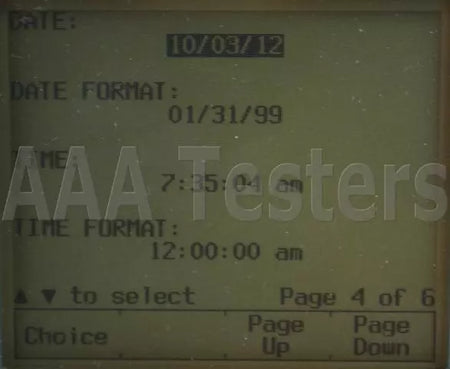 DATE:
10/03/12
DATE FORMAT:
01/31/99
TIME:
7:35:04 am
AAA Testers
TIME FORMAT:
12:00:00 am
▲ ▼ to select Page 4 of 6
Choice Page Up Page Down